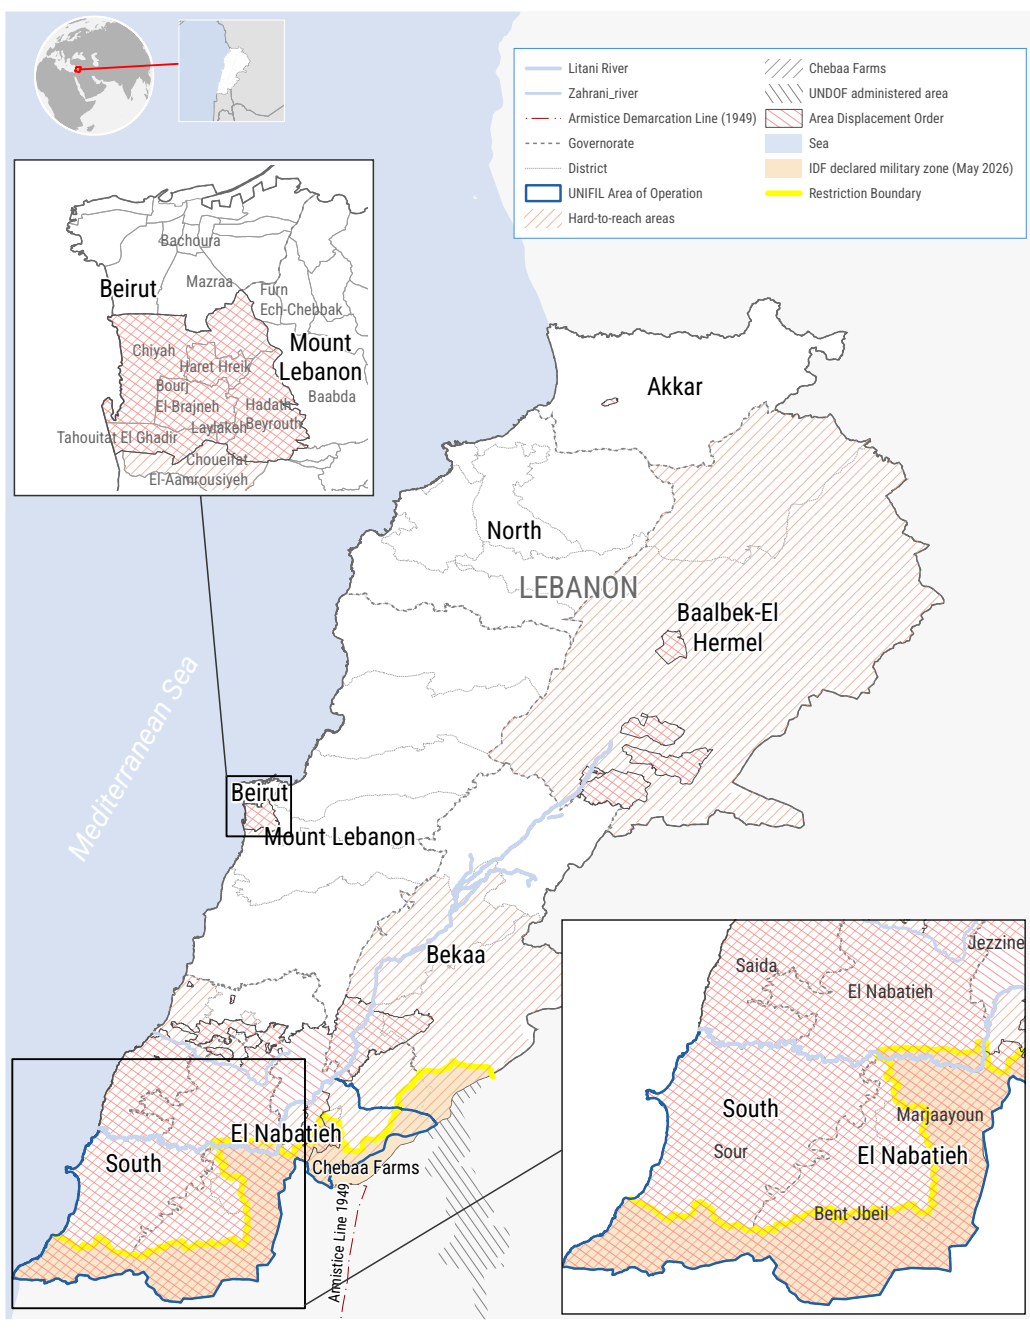 Litani River
Zahrani_river
Armistice Demarcation Line (1949)
Governorate
District
UNIFIL Area of Operation
Hard-to-reach areas
Chebaa Farms
UNDOF administered area
Area Displacement Order
Sea
IDF declared military zone (May 2026)
Restriction Boundary
Bachoura
Mazraa
Beirut
Furn
Ech-Chebbak
Mount
Lebanon
Chiyah
Haret Hreik
Bourj
El-Brajneh
Baabda
Hadath
Beyrouth
Laylakeh
Tahouitat El Ghadir
Choueifat
El-Aamrousiyeh
Akkar
North
LEBANON
Baalbek-El
Hermel
Mediterranean Sea
Beirut
Mount Lebanon
Bekaa
El Nabatieh
South
Chebaa Farms
Armistice Line 1949
Jezzine
Saida
El Nabatieh
South
Marjaayoun
Sour
El Nabatieh
Bent Jbeil